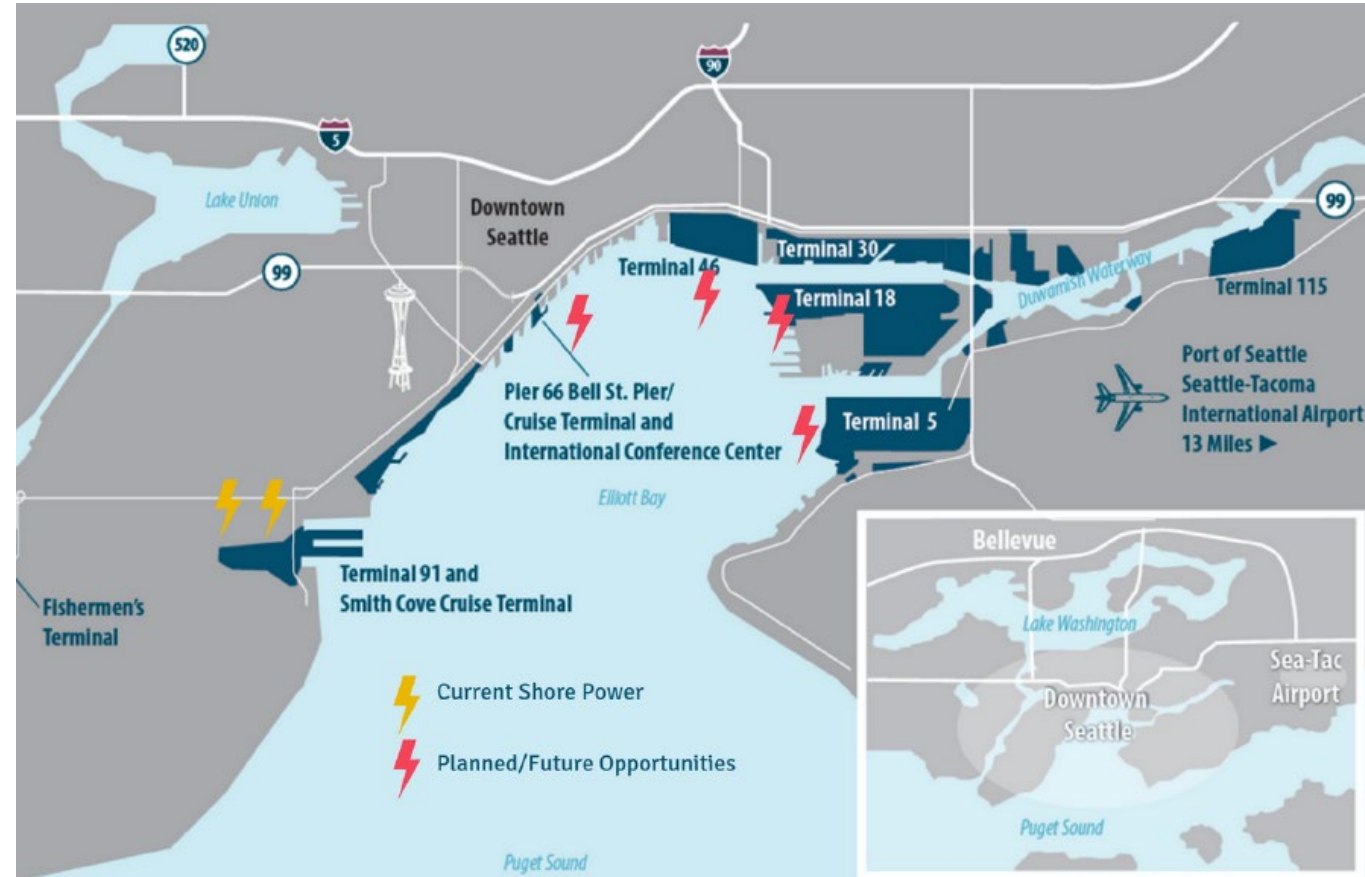 520
5
90
Lake Union
Downtown
Seattle
99
99
Terminal 46
Terminal 30
Terminal 18
Duwamish Waterway
Terminal 115
Pier 66 Bell St. Pier/
Cruise Terminal and
International Conference Center
Terminal 5
Port of Seattle
Seattle-Tacoma
International Airport
13 Miles ►
Elliott Bay
Terminal 91 and
Smith Cove Cruise Terminal
Fishermen's
Terminal
Current Shore Power
Planned/Future Opportunities
Puget Sound
Bellevue
Lake Washington
Sea-Tac
Airport
Downtown
Seattle
Puget Sound